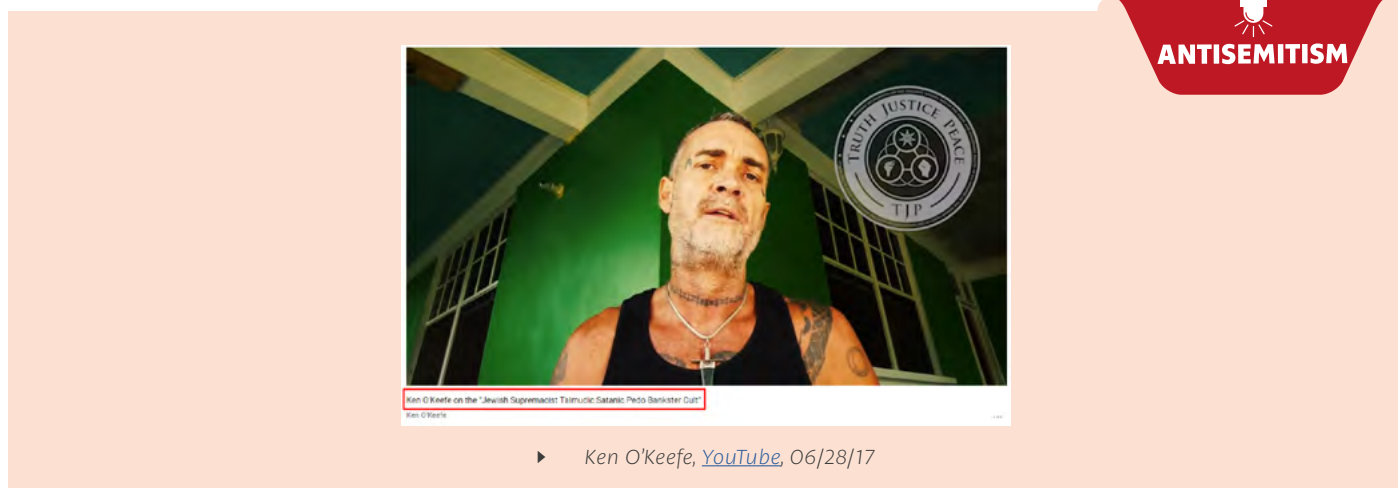 ANTISEMITISM
TRUTH JUSTICE PEACE
TJP
Ken O'Keefe on the "Jewish Supremacist Talmudic Satanic Pedo Bankster Cult"
Ken O'Keefe
Ken O'Keefe, YouTube, 06/28/17